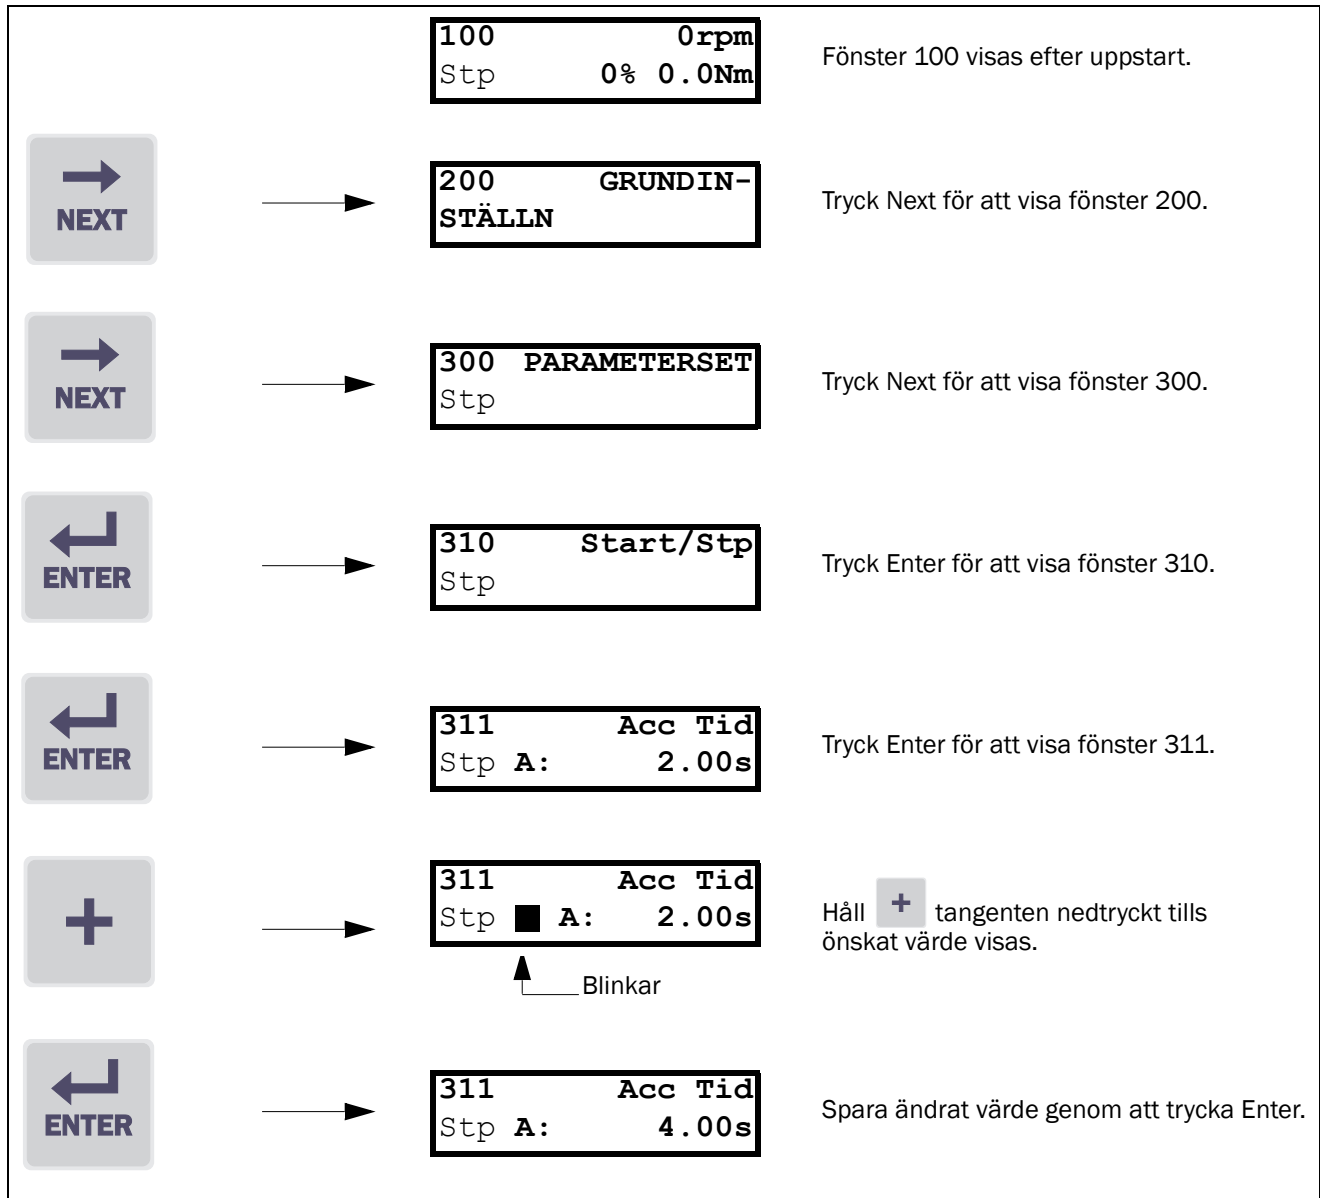 100 0rpm
Stp 0% 0.0Nm
Fönster 100 visas efter uppstart.
NEXT
200 GRUNDIN-
STÄLLN
Tryck Next för att visa fönster 200.
NEXT
300 PARAMETERSET
Stp
Tryck Next för att visa fönster 300.
ENTER
310 Start/Stp
Stp
Tryck Enter för att visa fönster 310.
ENTER
311 Acc Tid
Stp A: 2.00s
Tryck Enter för att visa fönster 311.
+
311 Acc Tid
Stp A: 2.00s
Blinkar
Håll + tangenten nedtryckt tills
önskat värde visas.
ENTER
311 Acc Tid
Stp A: 4.00s
Spara ändrat värde genom att trycka Enter.